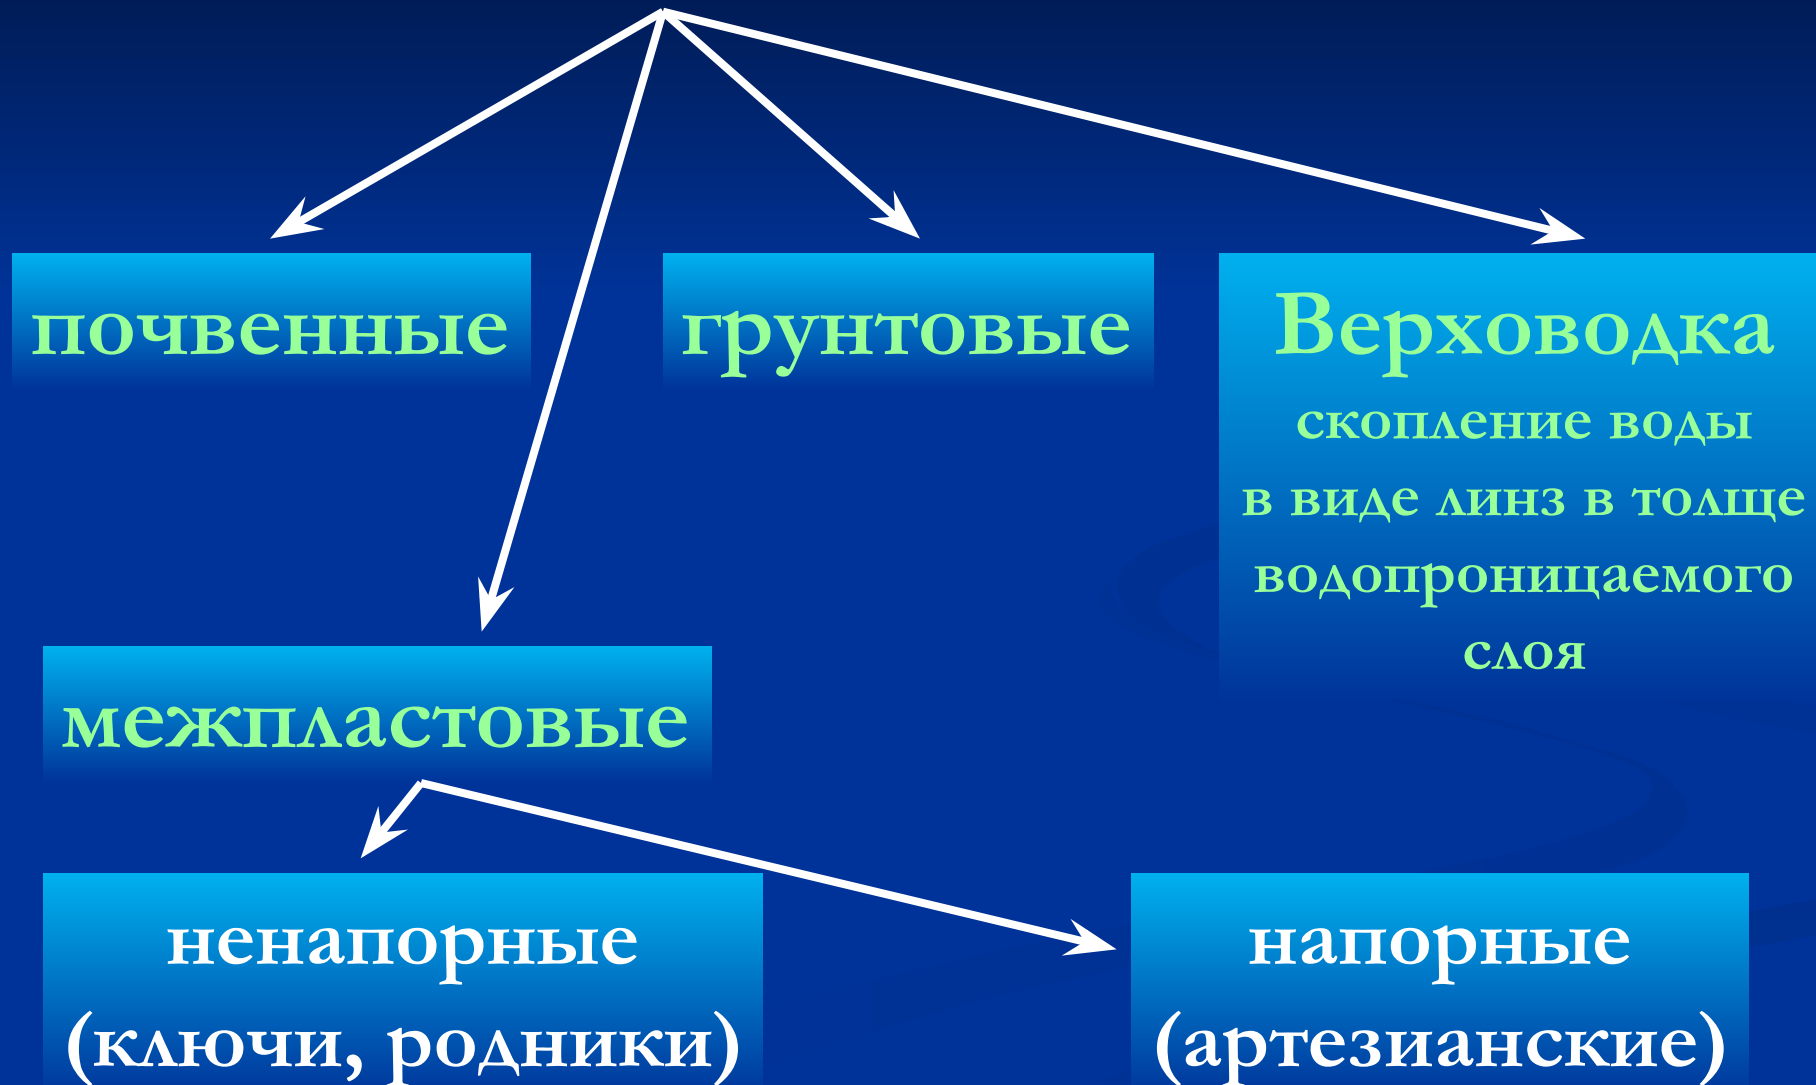 почвенные
грунтовые
Верховодка
скопление воды
в виде линз в толще
водопроницаемого
слоя
межпластовые
ненапорные
(ключи, родники)
напорные
(артезианские)